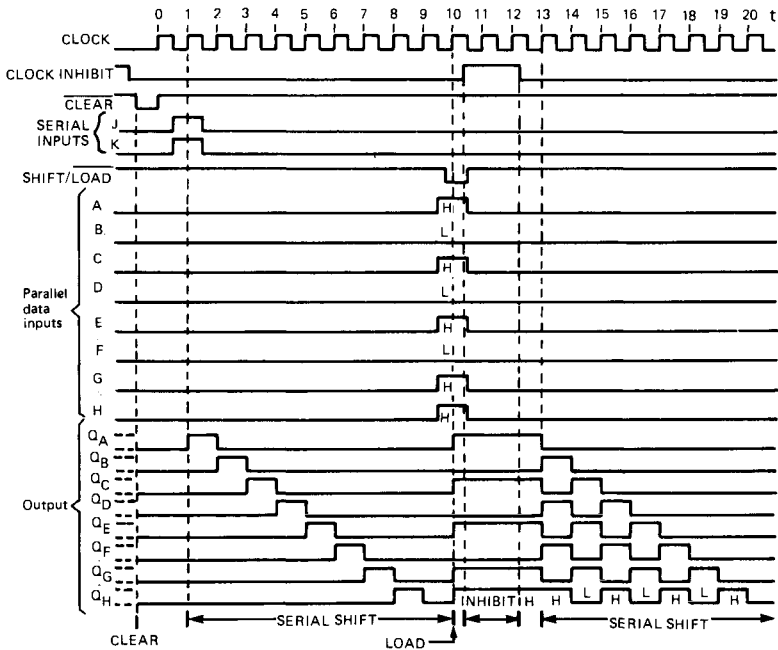 0 1 2 3 4 5 6 7 8 9 10 11 12 13 14 15 16 17 18 19 20 t
CLOCK
CLOCK INHIBIT
CLEAR
SERIAL INPUTS
J
K
SHIFT/LOAD
Parallel data inputs
A H
B L
C H
D L
E H
F L
G H
H H
Output
QA
QB
QC
QD
QE
QF
QG
QH
INHIBIT H H L H L H L H
CLEAR
SERIAL SHIFT
LOAD
SERIAL SHIFT